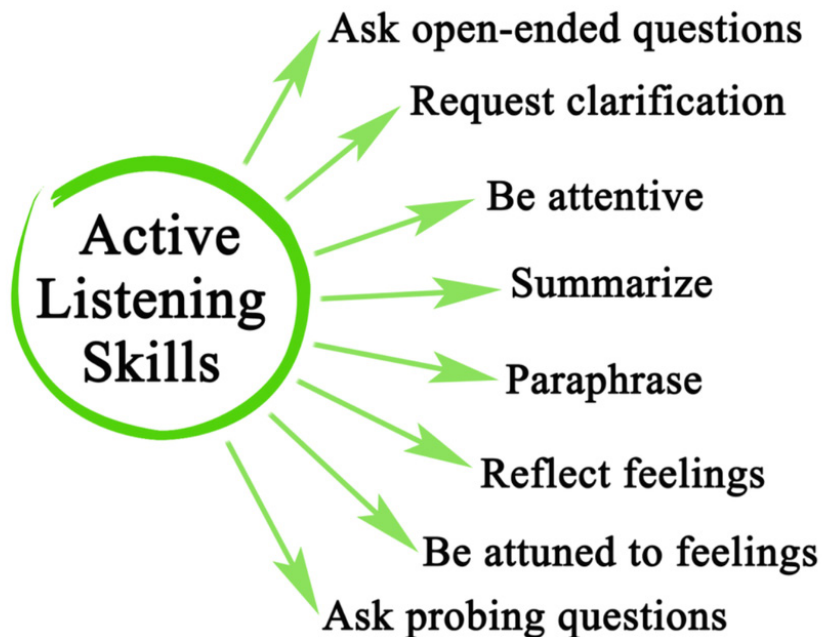 Ask open-ended questions
Request clarification
Be attentive
Active
Listening
Skills
Summarize
Paraphrase
Reflect feelings
Be attuned to feelings
Ask probing questions